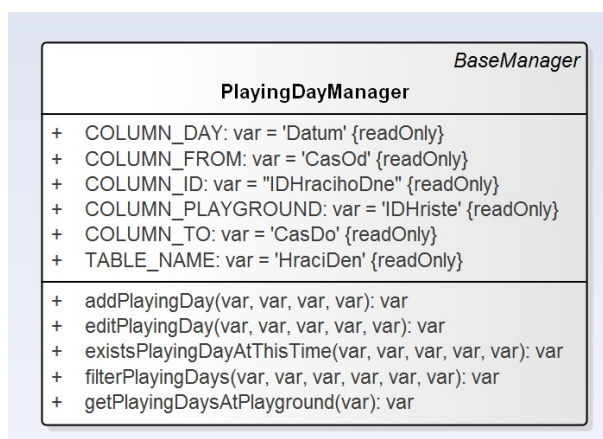 BaseManager
PlayingDayManager
+ COLUMN_DAY: var = 'Datum' {readOnly}
+ COLUMN_FROM: var = 'CasOd' {readOnly}
+ COLUMN_ID: var = "IDHracihoDne" {readOnly}
+ COLUMN_PLAYGROUND: var = 'IDHriste' {readOnly}
+ COLUMN_TO: var = 'CasDo' {readOnly}
+ TABLE_NAME: var = 'HraciDen' {readOnly}
+ addPlayingDay(var, var, var, var): var
+ editPlayingDay(var, var, var, var, var): var
+ existsPlayingDayAtThisTime(var, var, var, var, var): var
+ filterPlayingDays(var, var, var, var, var, var): var
+ getPlayingDaysAtPlayground(var): var